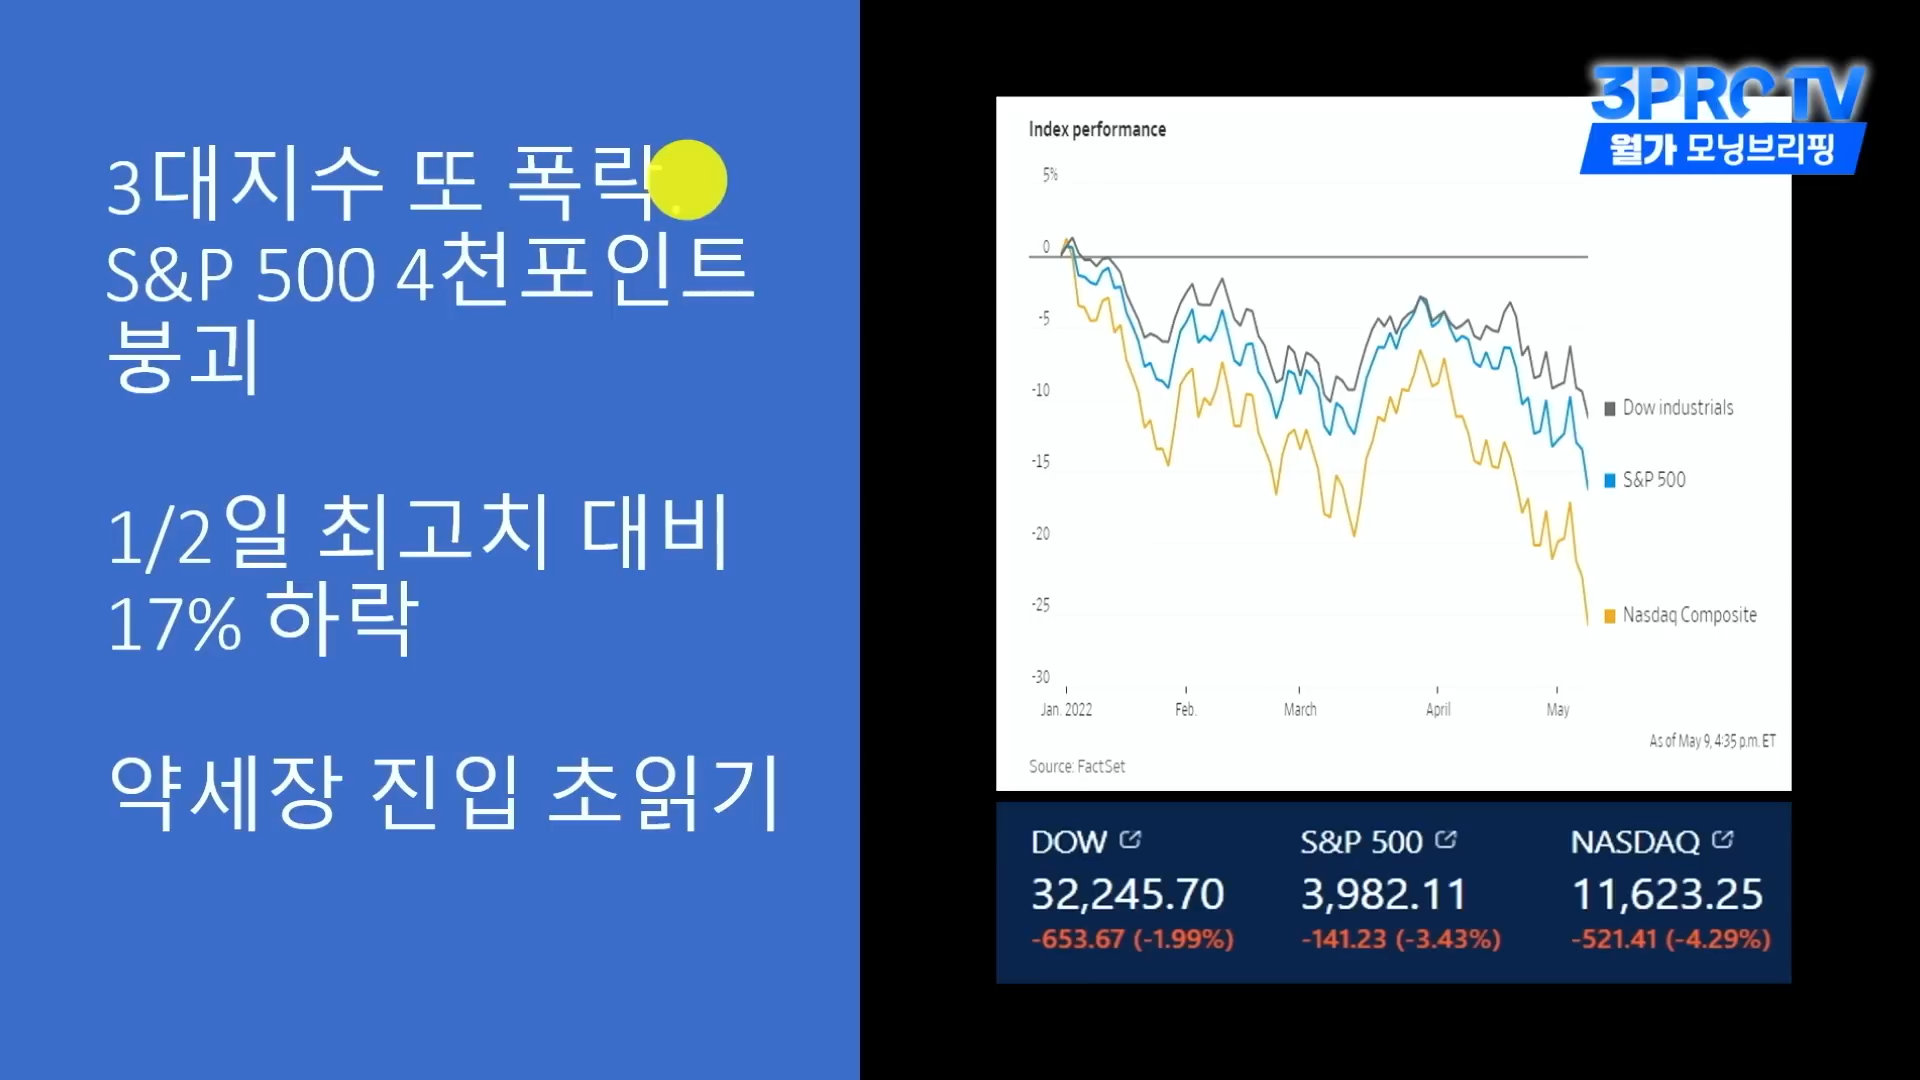 3대지수 또 폭락.
S&P 500 4천포인트
붕괴
1/2일 최고치 대비
17% 하락
약세장 진입 초읽기
3PRO TV
월가 모닝브리핑
Index performance
5%
0
-5
-10
-15
-20
-25
-30
Jan. 2022 Feb. March April May
Dow industrials
S&P 500
Nasdaq Composite
As of May 9, 4:35 p.m. ET
Source: FactSet
DOW S&P 500 NASDAQ
32,245.70 3,982.11 11,623.25
-653.67 (-1.99%) -141.23 (-3.43%) -521.41 (-4.29%)